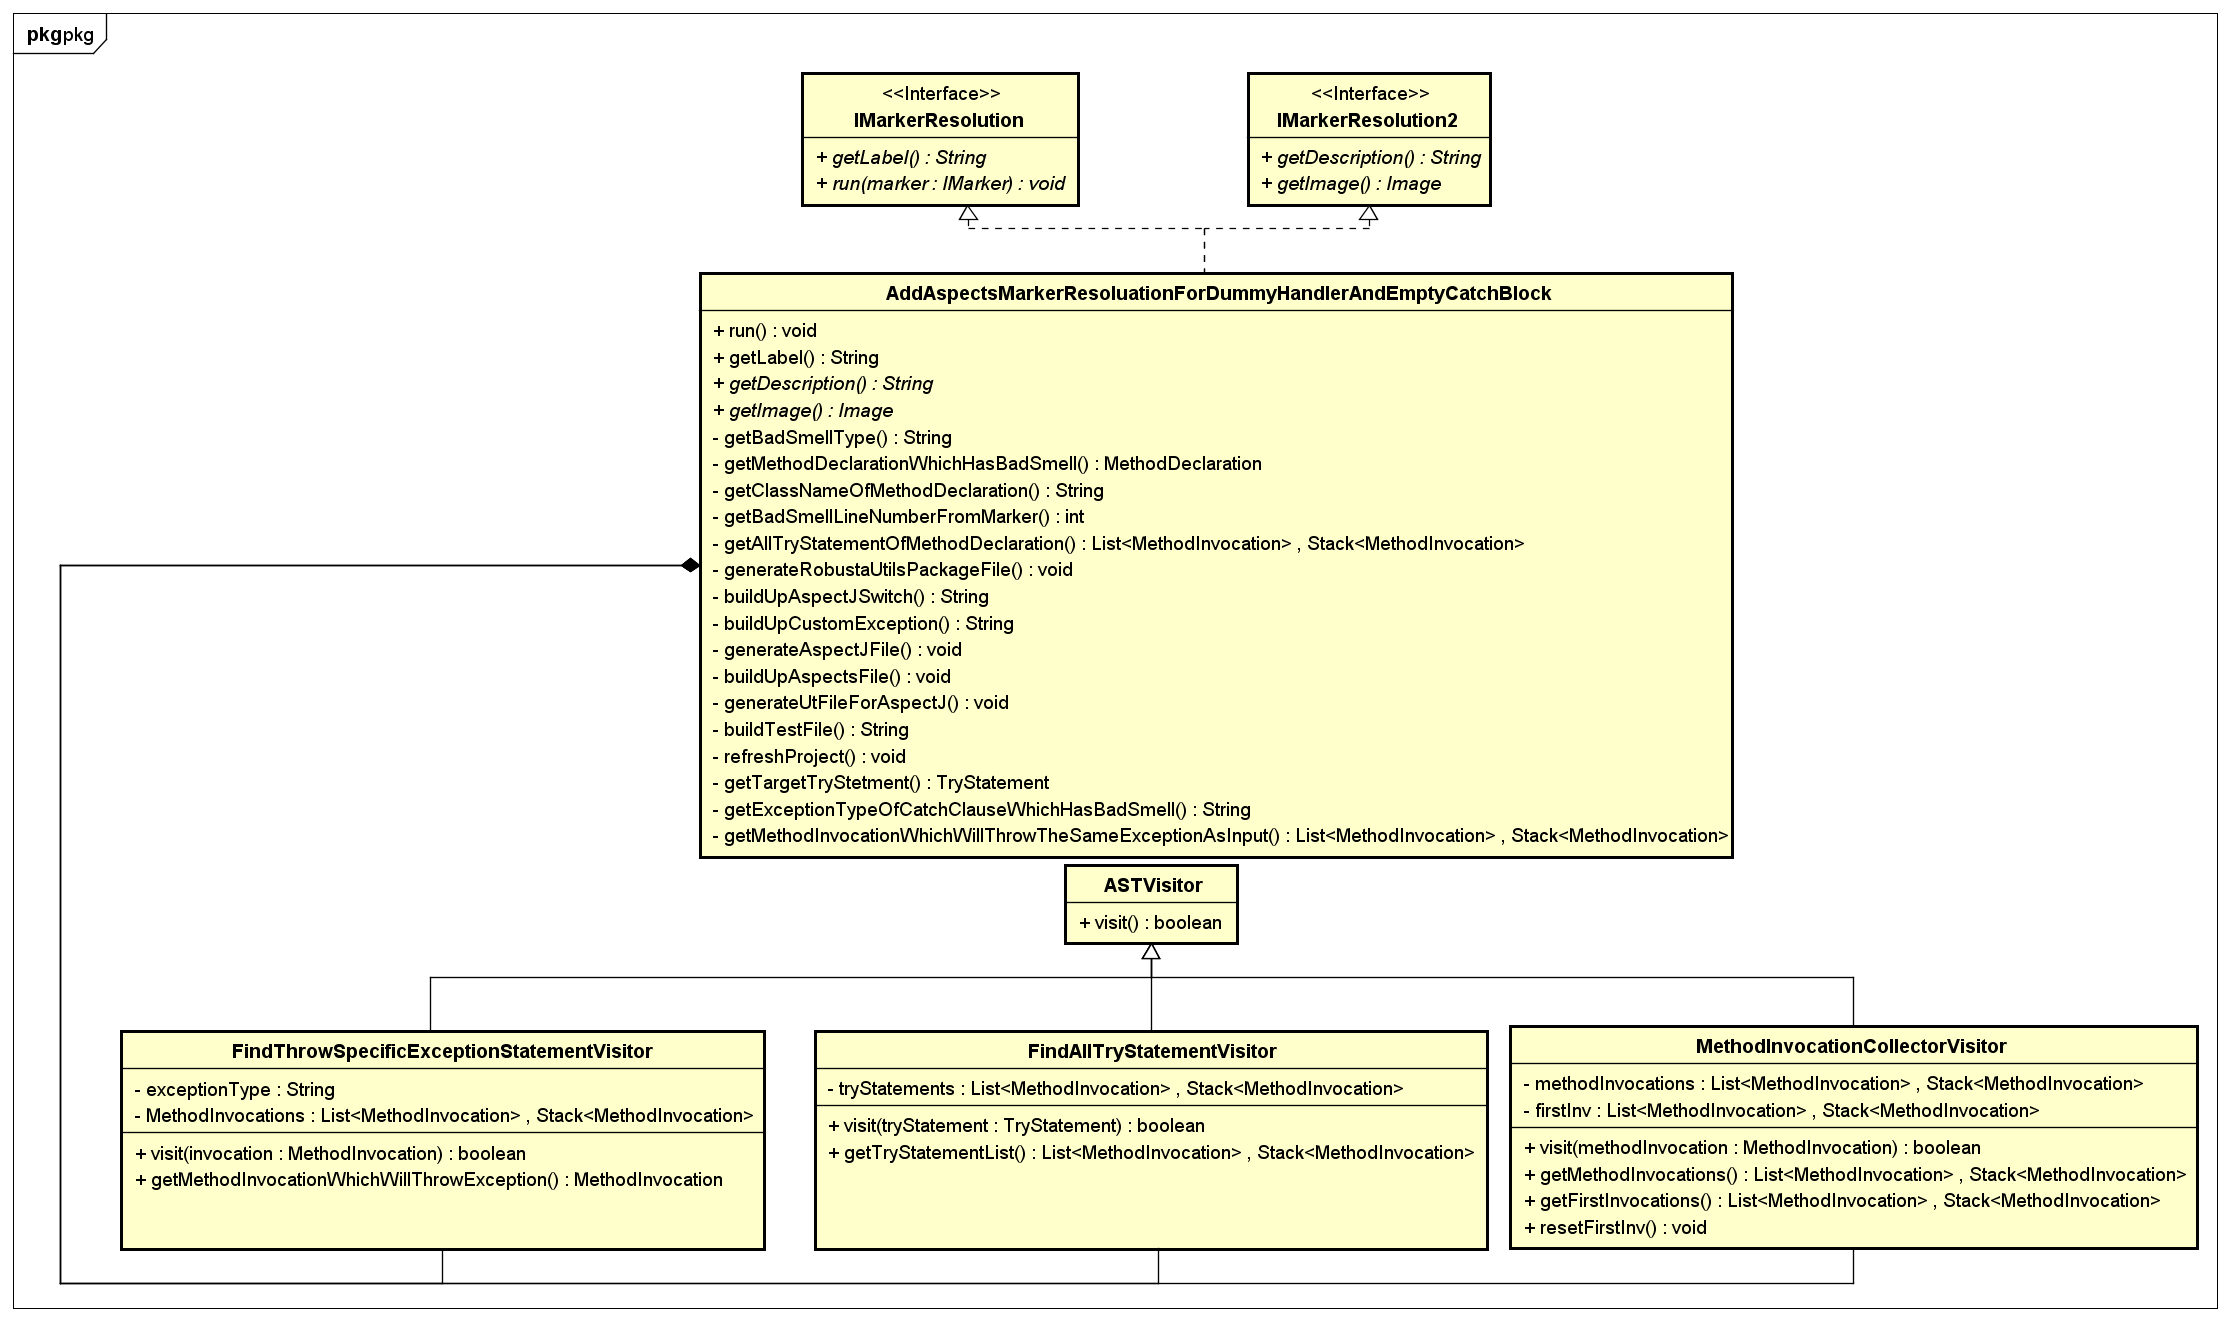 pkgpkg
<<Interface>>
IMarkerResolution
+ getLabel() : String
+ run(marker : IMarker) : void
<<Interface>>
IMarkerResolution2
+ getDescription() : String
+ getImage() : Image
AddAspectsMarkerResoluationForDummyHandlerAndEmptyCatchBlock
+ run() : void
+ getLabel() : String
+ getDescription() : String
+ getImage() : Image
- getBadSmellType() : String
- getMethodDeclarationWhichHasBadSmell() : MethodDeclaration
- getClassNameOfMethodDeclaration() : String
- getBadSmellLineNumberFromMarker() : int
- getAllTryStatementOfMethodDeclaration() : List<MethodInvocation> , Stack<MethodInvocation>
- generateRobustaUtilsPackageFile() : void
- buildUpAspectJSwitch() : String
- buildUpCustomException() : String
- generateAspectJFile() : void
- buildUpAspectsFile() : void
- generateUtFileForAspectJ() : void
- buildTestFile() : String
- refreshProject() : void
- getTargetTryStetment() : TryStatement
- getExceptionTypeOfCatchClauseWhichHasBadSmell() : String
- getMethodInvocationWhichWillThrowTheSameExceptionAsInput() : List<MethodInvocation> , Stack<MethodInvocation>
ASTVisitor
+ visit() : boolean
FindThrowSpecificExceptionStatementVisitor
- exceptionType : String
- MethodInvocations : List<MethodInvocation> , Stack<MethodInvocation>
+ visit(invocation : MethodInvocation) : boolean
+ getMethodInvocationWhichWillThrowException() : MethodInvocation
FindAllTryStatementVisitor
- tryStatements : List<MethodInvocation> , Stack<MethodInvocation>
+ visit(tryStatement : TryStatement) : boolean
+ getTryStatementList() : List<MethodInvocation> , Stack<MethodInvocation>
MethodInvocationCollectorVisitor
- methodInvocations : List<MethodInvocation> , Stack<MethodInvocation>
- firstInv : List<MethodInvocation> , Stack<MethodInvocation>
+ visit(methodInvocation : MethodInvocation) : boolean
+ getMethodInvocations() : List<MethodInvocation> , Stack<MethodInvocation>
+ getFirstInvocations() : List<MethodInvocation> , Stack<MethodInvocation>
+ resetFirstInv() : void